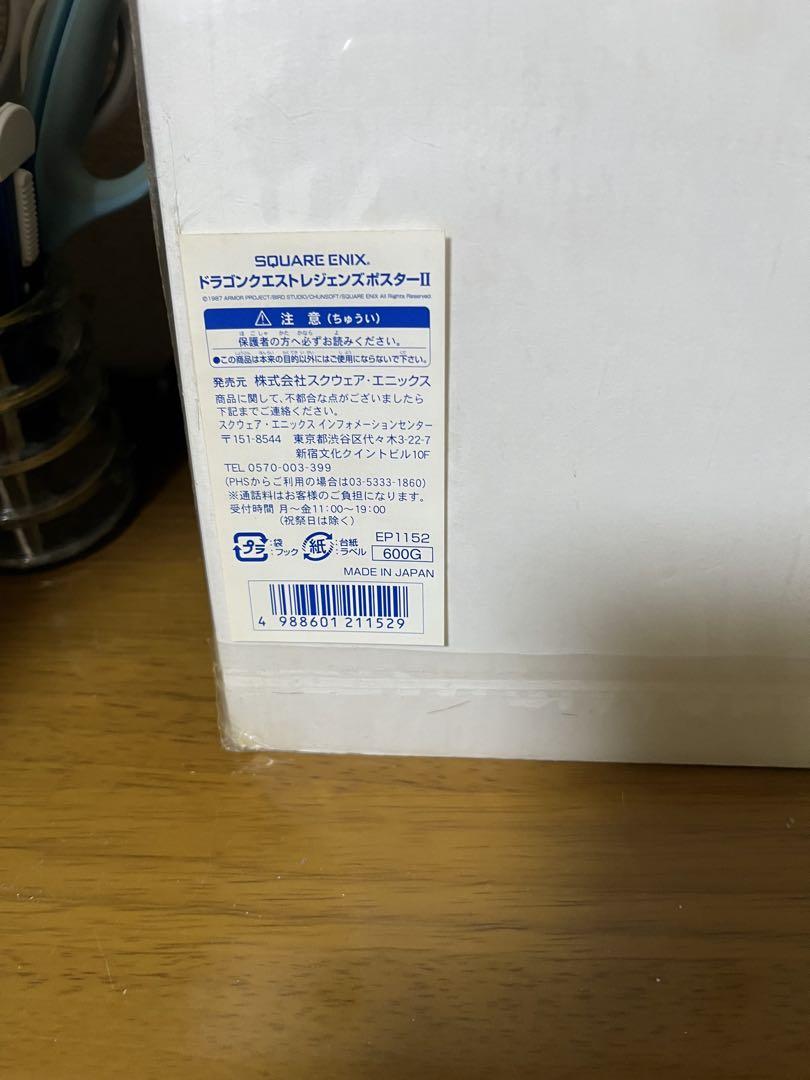 SQUARE ENIX®
ドラゴンクエストレジェンズポスターII
©1987 ARMOR PROJECT/BIRD STUDIO/CHUNSOFT/SQUARE ENIX All Rights Reserved.
⚠ 注 意 (ちゅうい)
ほごしゃ かた かなら よ
保護者の方へ必ずお読みください。
●この商品は本来の目的以外にはご使用にならないで下さい。
発売元 株式会社スクウェア・エニックス
商品に関して、不都合な点がございましたら
下記までご連絡ください。
スクウェア・エニックス インフォメーションセンター
〒151-8544 東京都渋谷区代々木3-22-7
新宿文化クイントビル10F
TEL 0570-003-399
(PHSからご利用の場合は03-5333-1860)
※通話料はお客様のご負担になります。
受付時間 月~金11:00~19:00
(祝祭日は除く)
プラ :袋 :フック 紙 :台紙 :ラベル
EP1152
600G
MADE IN JAPAN
4 988601 211529